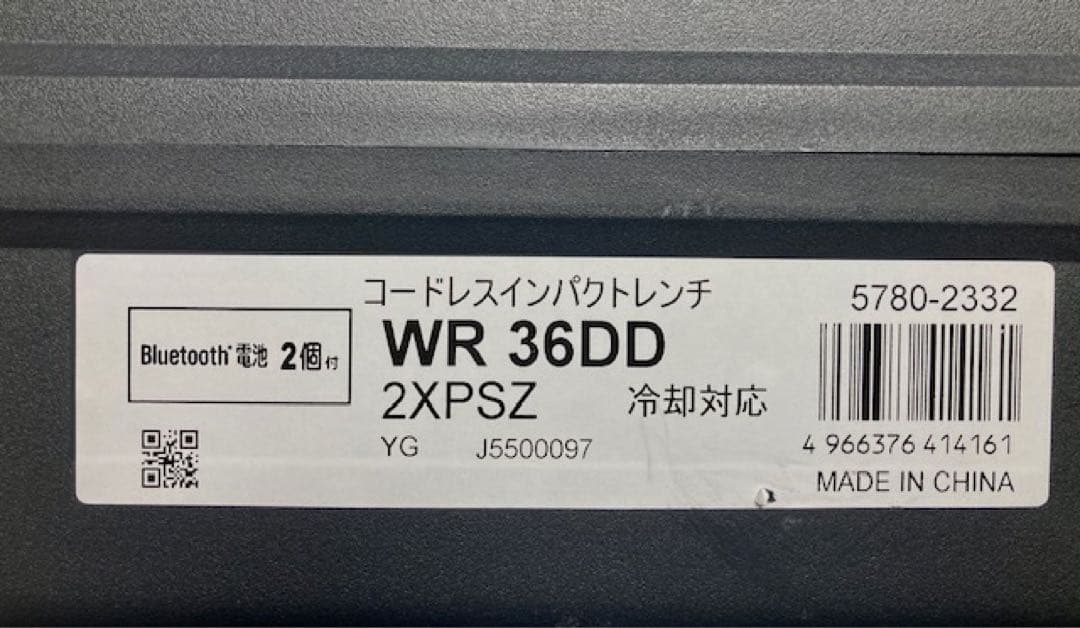 コードレスインパクトレンチ
5780-2332
Bluetooth*電池 2個付
WR 36DD
2XPSZ 冷却対応
YG J5500097
4 966376 414161
MADE IN CHINA